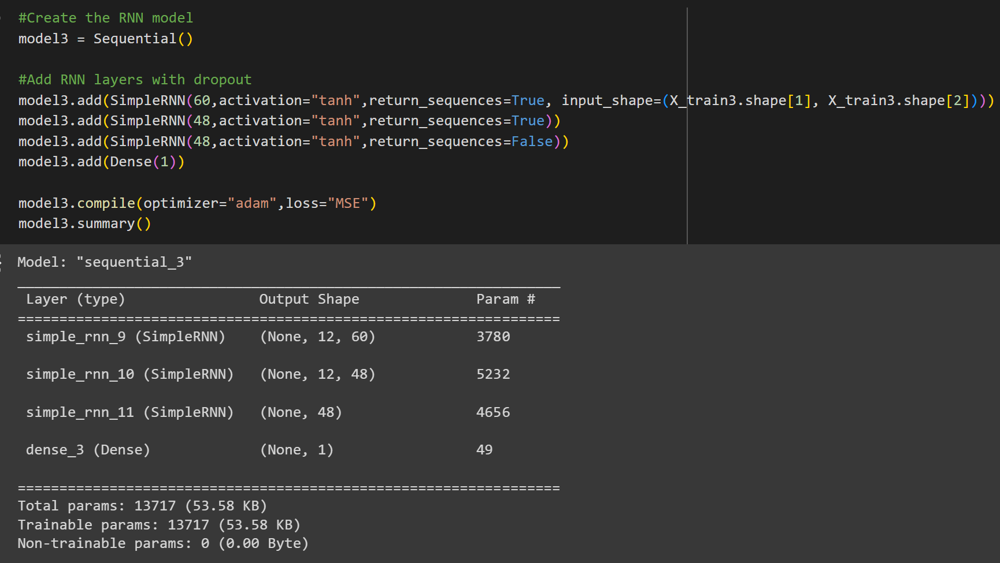 #Create the RNN model
model3 = Sequential()
#Add RNN layers with dropout
model3.add(SimpleRNN(60,activation="tanh",return_sequences=True, input_shape=(X_train3.shape[1], X_train3.shape[2])))
model3.add(SimpleRNN(48,activation="tanh",return_sequences=True))
model3.add(SimpleRNN(48,activation="tanh",return_sequences=False))
model3.add(Dense(1))
model3.compile(optimizer="adam",loss="MSE")
model3.summary()
Model: "sequential_3"
_________________________________________________________________
Layer (type) Output Shape Param #
=================================================================
simple_rnn_9 (SimpleRNN) (None, 12, 60) 3780
simple_rnn_10 (SimpleRNN) (None, 12, 48) 5232
simple_rnn_11 (SimpleRNN) (None, 48) 4656
dense_3 (Dense) (None, 1) 49
=================================================================
Total params: 13717 (53.58 KB)
Trainable params: 13717 (53.58 KB)
Non-trainable params: 0 (0.00 Byte)